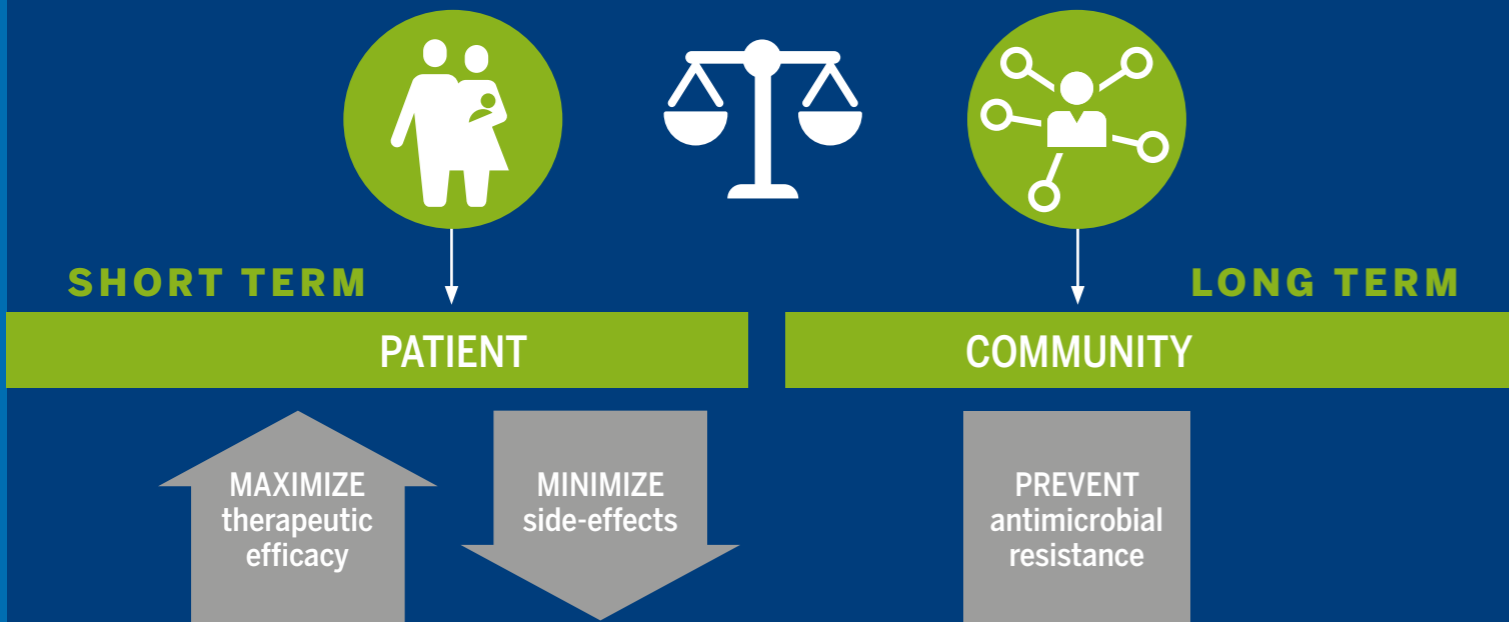 SHORT TERM
LONG TERM
PATIENT
COMMUNITY
MAXIMIZE
therapeutic
efficacy
MINIMIZE
side-effects
PREVENT
antimicrobial
resistance